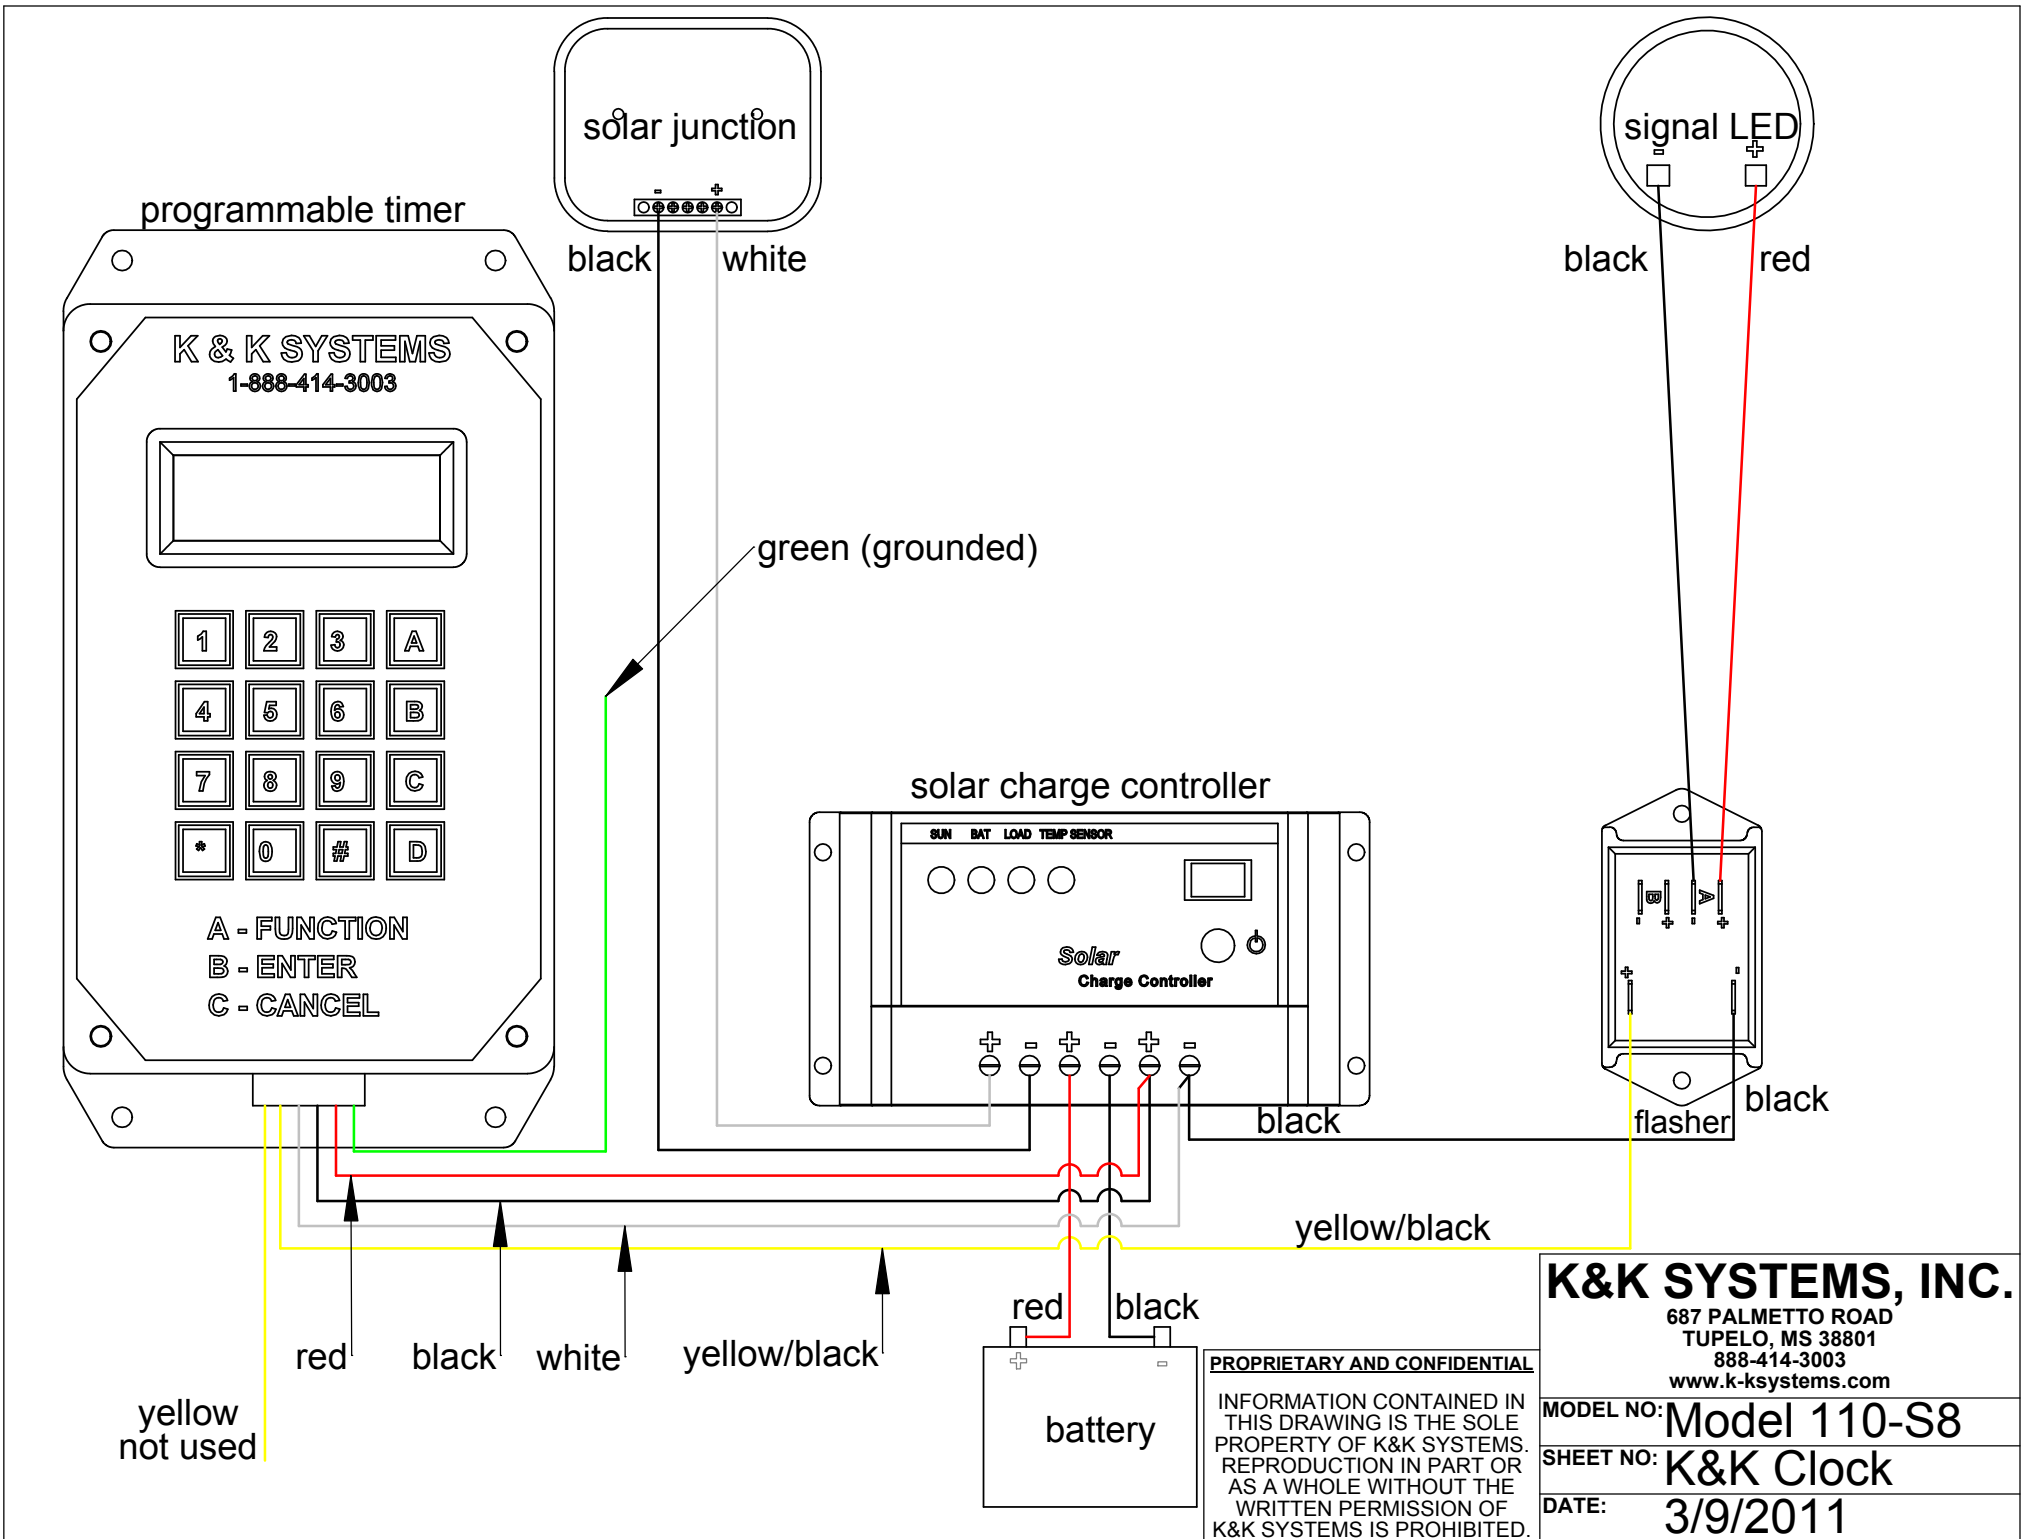 solar junction
- +
black white
signal LED
- +
black red
programmable timer
K & K SYSTEMS
1-888-414-3003
1 2 3 A
4 5 6 B
7 8 9 C
* 0 # D
A - FUNCTION
B - ENTER
C - CANCEL
green (grounded)
solar charge controller
SUN BAT LOAD TEMP SENSOR
Solar
Charge Controller
+ - + - + -
black
B A
- + - +
+ -
flasher
black
yellow/black
red
black
white
yellow/black
yellow
not used
red black
+ -
battery
PROPRIETARY AND CONFIDENTIAL
INFORMATION CONTAINED IN
THIS DRAWING IS THE SOLE
PROPERTY OF K&K SYSTEMS.
REPRODUCTION IN PART OR
AS A WHOLE WITHOUT THE
WRITTEN PERMISSION OF
K&K SYSTEMS IS PROHIBITED.
K&K SYSTEMS, INC.
687 PALMETTO ROAD
TUPELO, MS 38801
888-414-3003
www.k-ksystems.com
MODEL NO: Model 110-S8
SHEET NO: K&K Clock
DATE: 3/9/2011